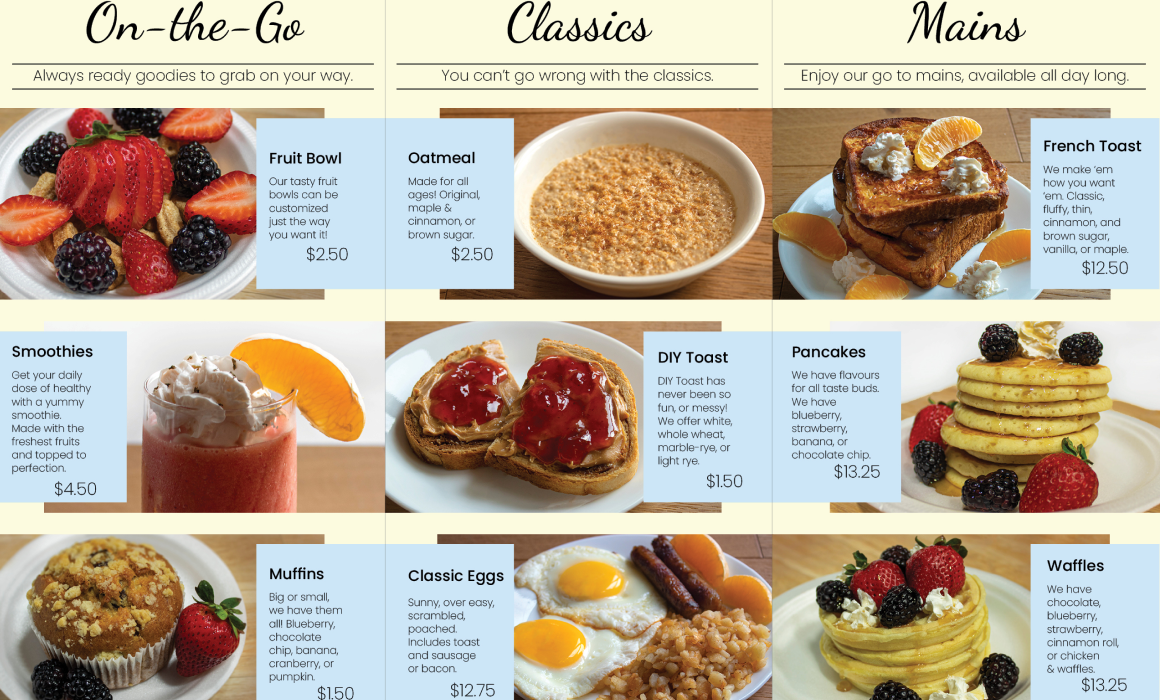 On-the-Go
Always ready goodies to grab on your way.
Fruit Bowl
Our tasty fruit
bowls can be
customized
just the way
you want it!
$2.50
Smoothies
Get your daily
dose of healthy
with a yummy
smoothie.
Made with the
freshest fruits
and topped to
perfection.
$4.50
Muffins
Big or small,
we have them
all! Blueberry,
chocolate
chip, banana,
cranberry, or
pumpkin.
$1.50
Classics
You can't go wrong with the classics.
Oatmeal
Made for all
ages! Original,
maple &
cinnamon, or
brown sugar.
$2.50
DIY Toast
DIY Toast has
never been so
fun, or messy!
We offer white,
whole wheat,
marble-rye, or
light rye.
$1.50
Classic Eggs
Sunny, over easy,
scrambled,
poached.
Includes toast
and sausage
or bacon.
$12.75
Mains
Enjoy our go to mains, available all day long.
French Toast
We make 'em
how you want
'em. Classic,
fluffy, thin,
cinnamon, and
brown sugar,
vanilla, or maple.
$12.50
Pancakes
We have flavours
for all taste buds.
We have
blueberry,
strawberry,
banana, or
chocolate chip.
$13.25
Waffles
We have
chocolate,
blueberry,
strawberry,
cinnamon roll,
or chicken
& waffles.
$13.25